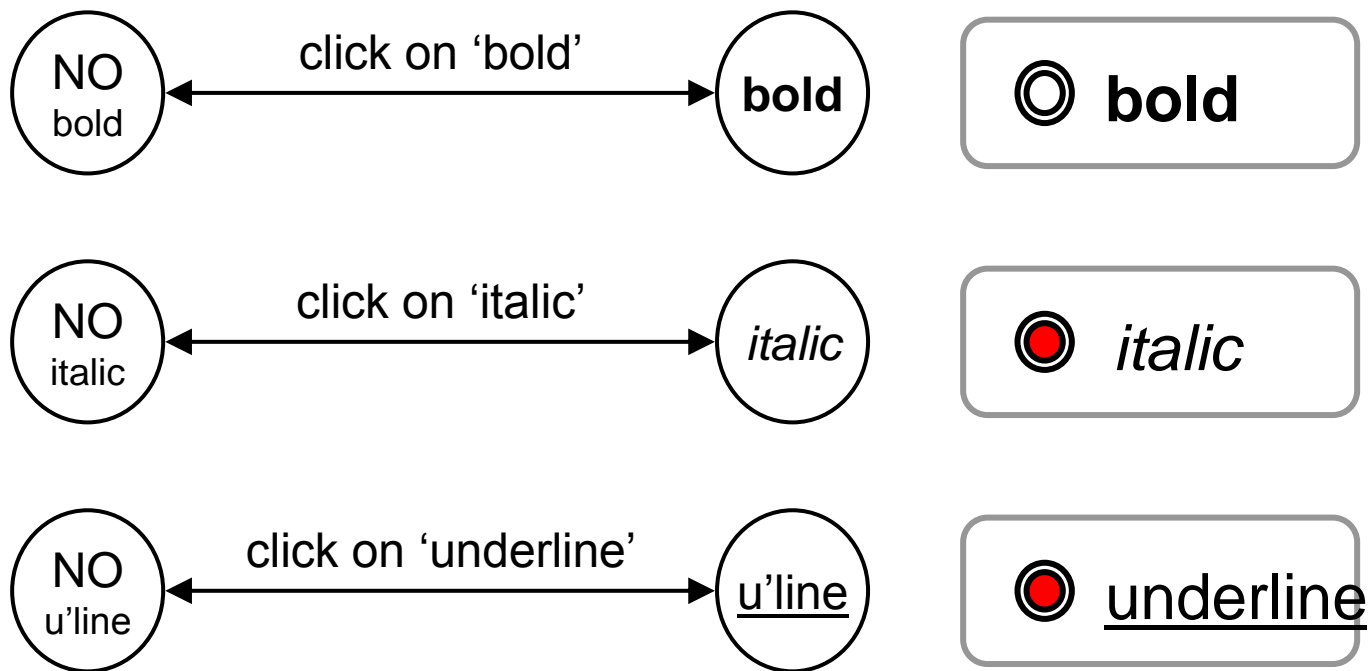 NO
bold
click on ‘bold’
bold
bold
NO
italic
click on ‘italic’
italic
italic
NO
u’line
click on ‘underline’
u’line
underline